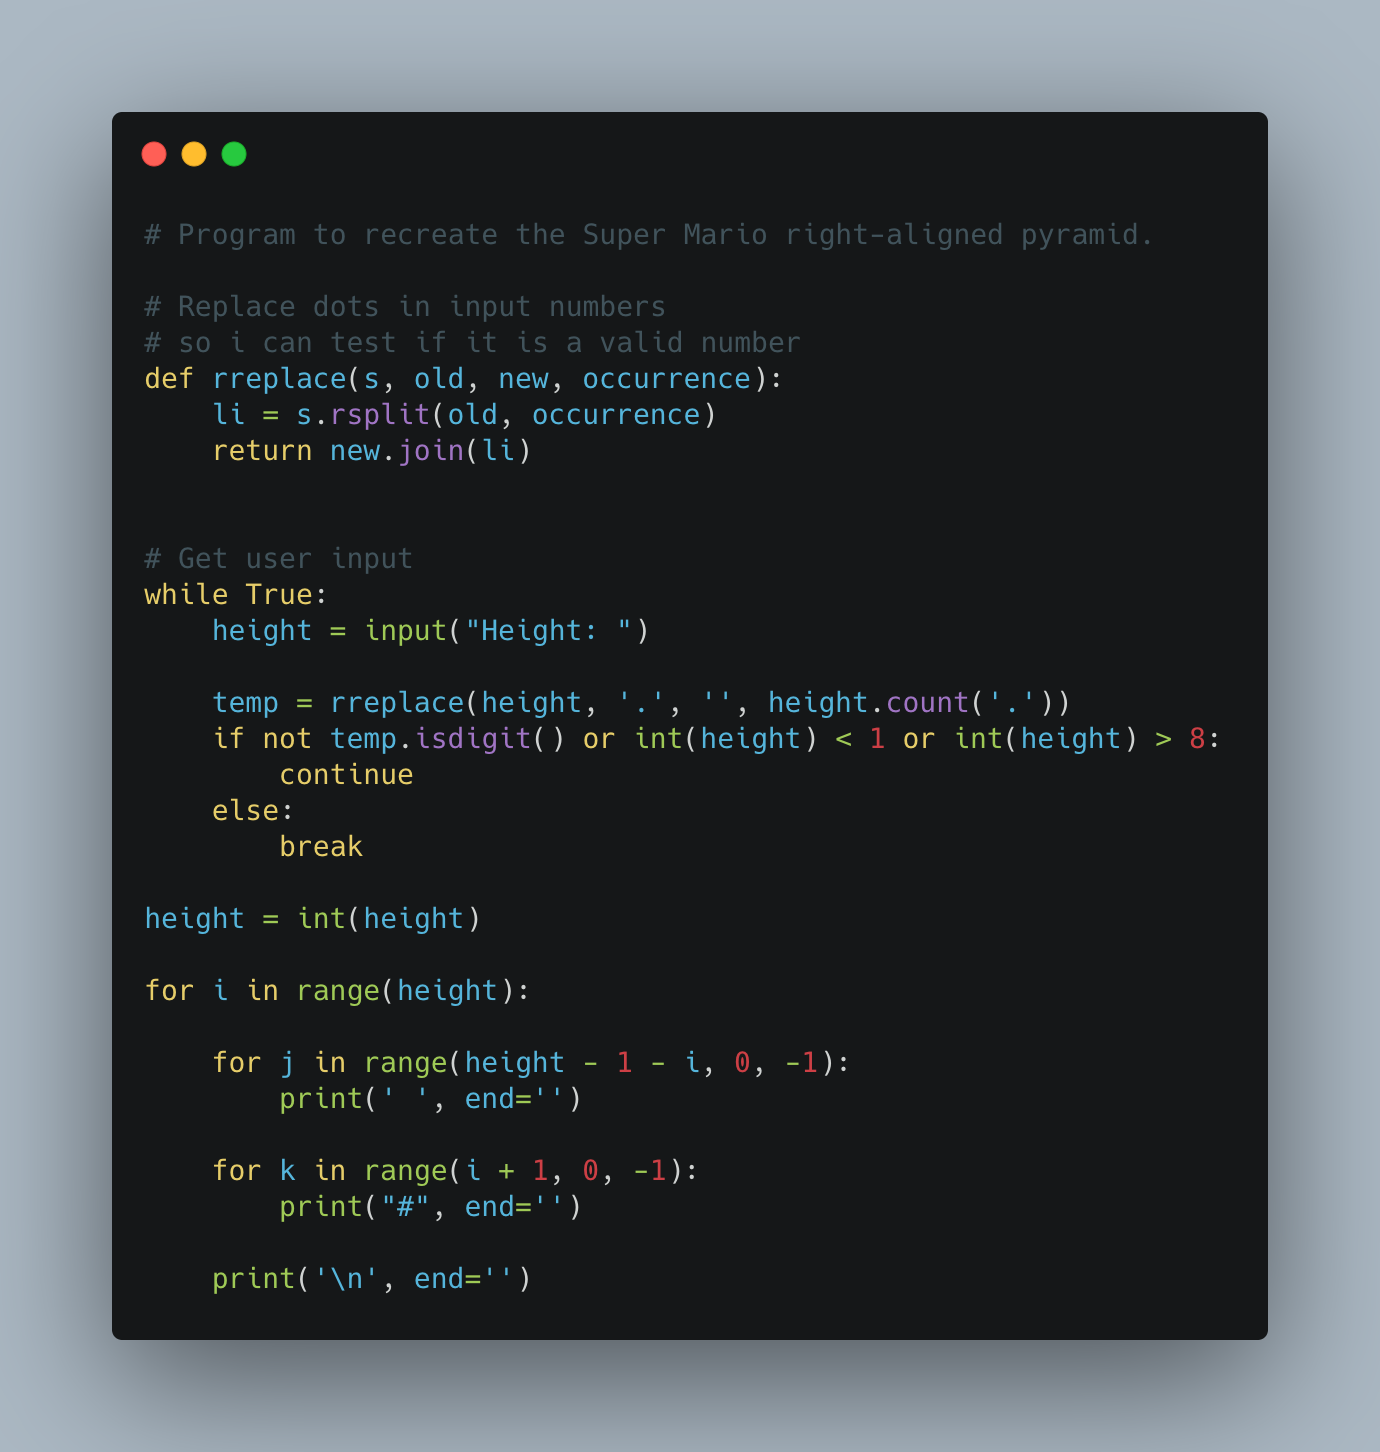 # Program to recreate the Super Mario right-aligned pyramid.

# Replace dots in input numbers
# so i can test if it is a valid number
def rreplace(s, old, new, occurrence):
    li = s.rsplit(old, occurrence)
    return new.join(li)


# Get user input
while True:
    height = input("Height: ")

    temp = rreplace(height, '.', '', height.count('.'))
    if not temp.isdigit() or int(height) < 1 or int(height) > 8:
        continue
    else:
        break

height = int(height)

for i in range(height):

    for j in range(height - 1 - i, 0, -1):
        print(' ', end='')

    for k in range(i + 1, 0, -1):
        print("#", end='')

    print('\n', end='')